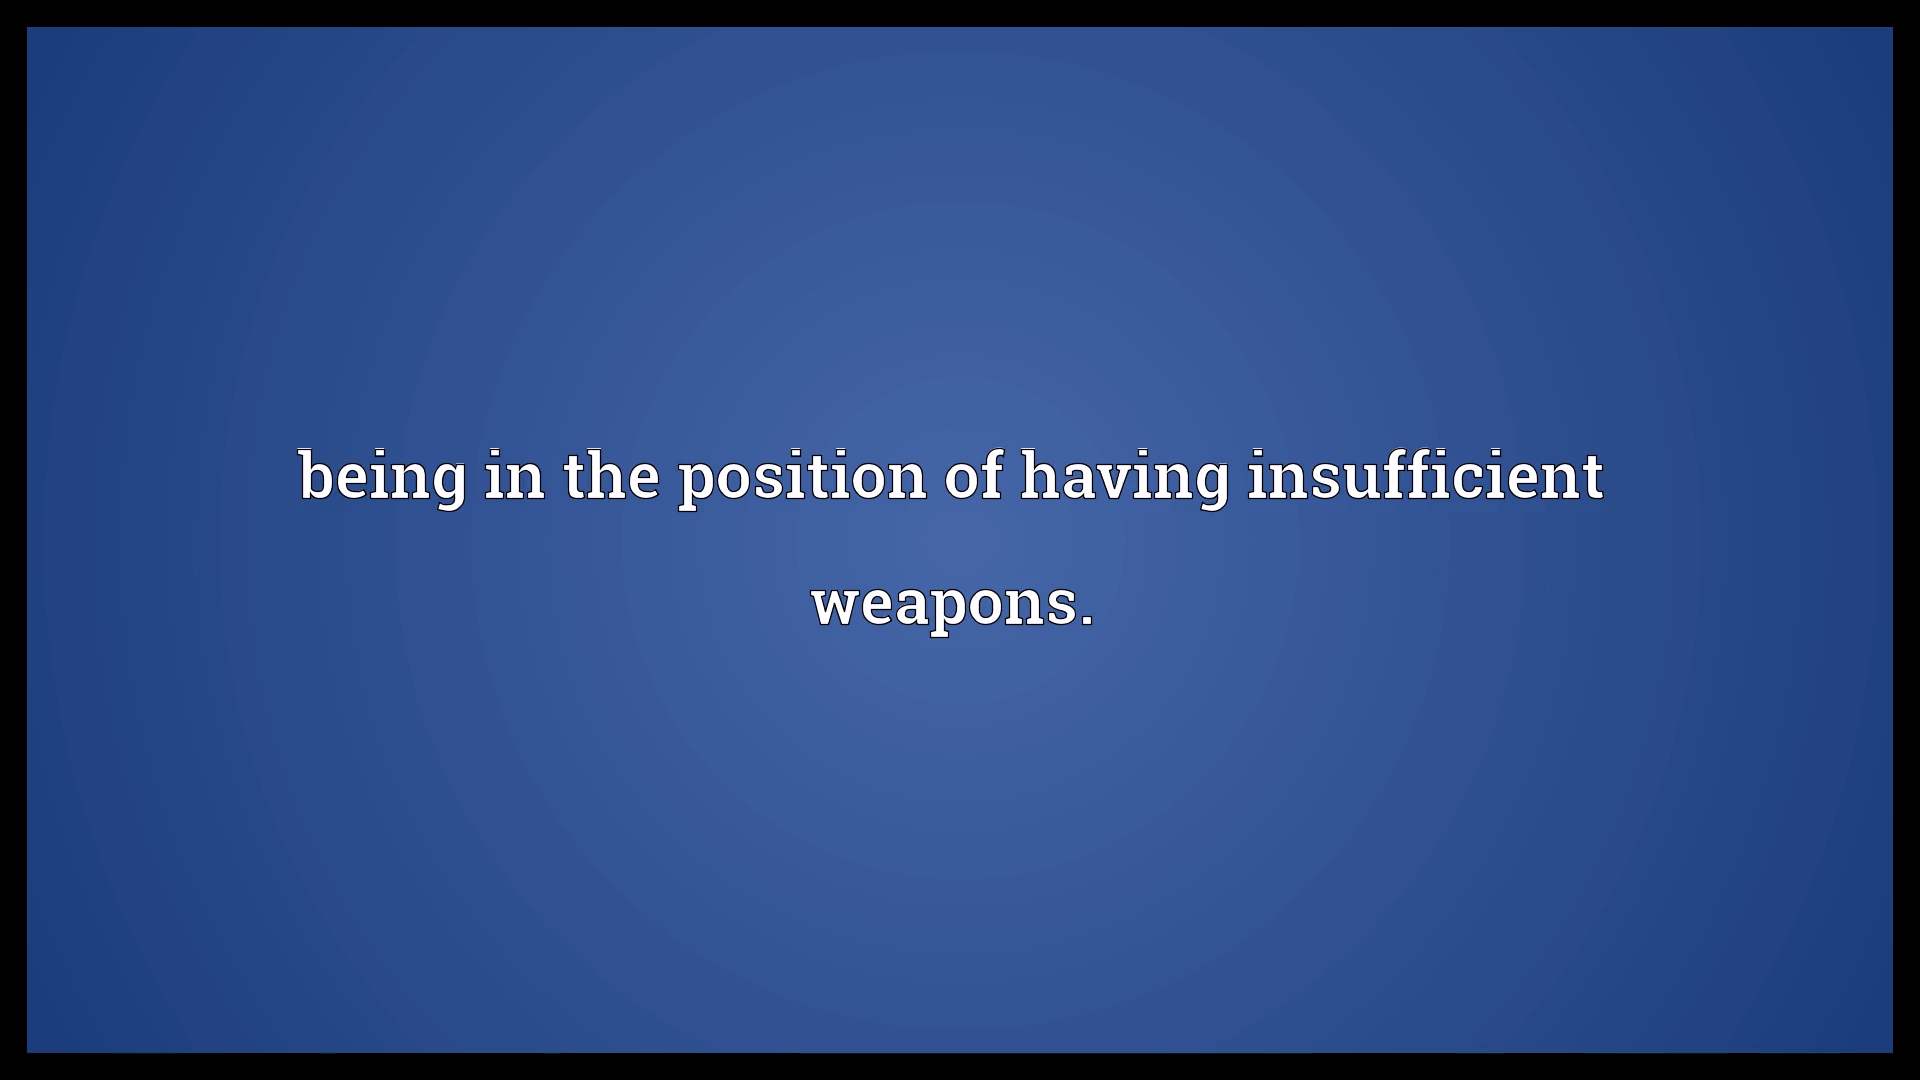 being in the position of having insufficient
weapons.